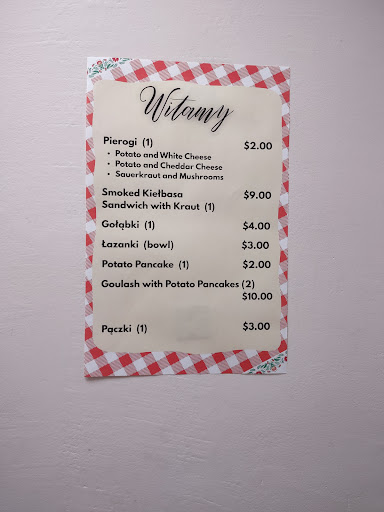 Witamy
Pierogi (1) $2.00
• Potato and White Cheese
• Potato and Cheddar Cheese
• Sauerkraut and Mushrooms
Smoked Kiełbasa $9.00
Sandwich with Kraut (1)
Gołąbki (1) $4.00
Łazanki (bowl) $3.00
Potato Pancake (1) $2.00
Goulash with Potato Pancakes (2)
$10.00
Pączki (1) $3.00